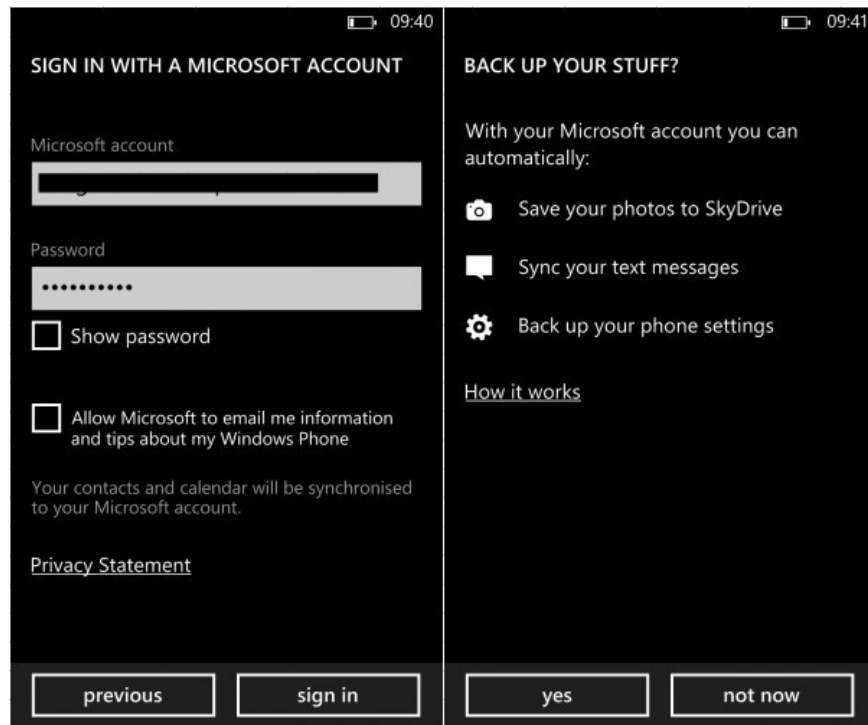 09:40
SIGN IN WITH A MICROSOFT ACCOUNT
Microsoft account
Password
••••••••••
Show password
Allow Microsoft to email me information
and tips about my Windows Phone
Your contacts and calendar will be synchronised
to your Microsoft account.
Privacy Statement
previous
sign in
09:41
BACK UP YOUR STUFF?
With your Microsoft account you can
automatically:
Save your photos to SkyDrive
Sync your text messages
Back up your phone settings
How it works
yes
not now